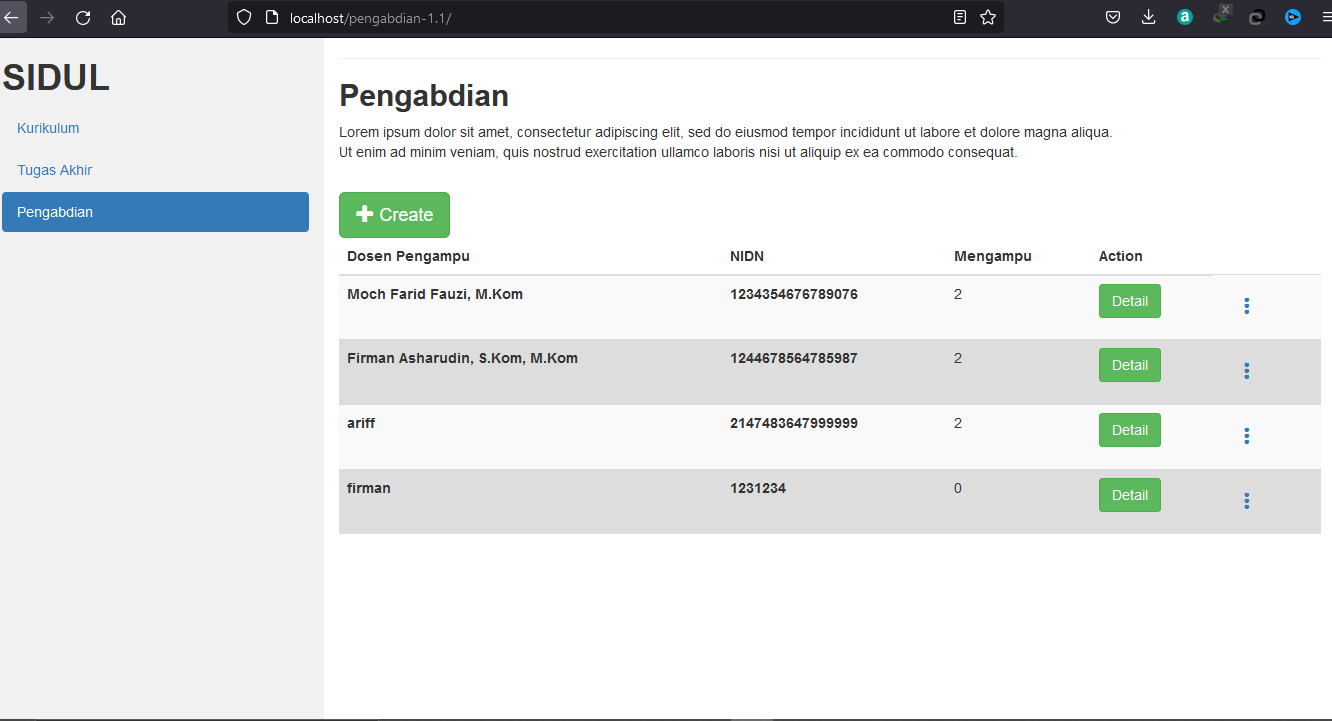 localhost/pengabdian-1.1/
SIDUL
Kurikulum
Tugas Akhir
Pengabdian
Pengabdian
Lorem ipsum dolor sit amet, consectetur adipiscing elit, sed do eiusmod tempor incididunt ut labore et dolore magna aliqua.
Ut enim ad minim veniam, quis nostrud exercitation ullamco laboris nisi ut aliquip ex ea commodo consequat.
Create
Dosen Pengampu NIDN Mengampu Action
Moch Farid Fauzi, M.Kom 1234354676789076 2 Detail
Firman Asharudin, S.Kom, M.Kom 1244678564785987 2 Detail
ariff 2147483647999999 2 Detail
firman 1231234 0 Detail